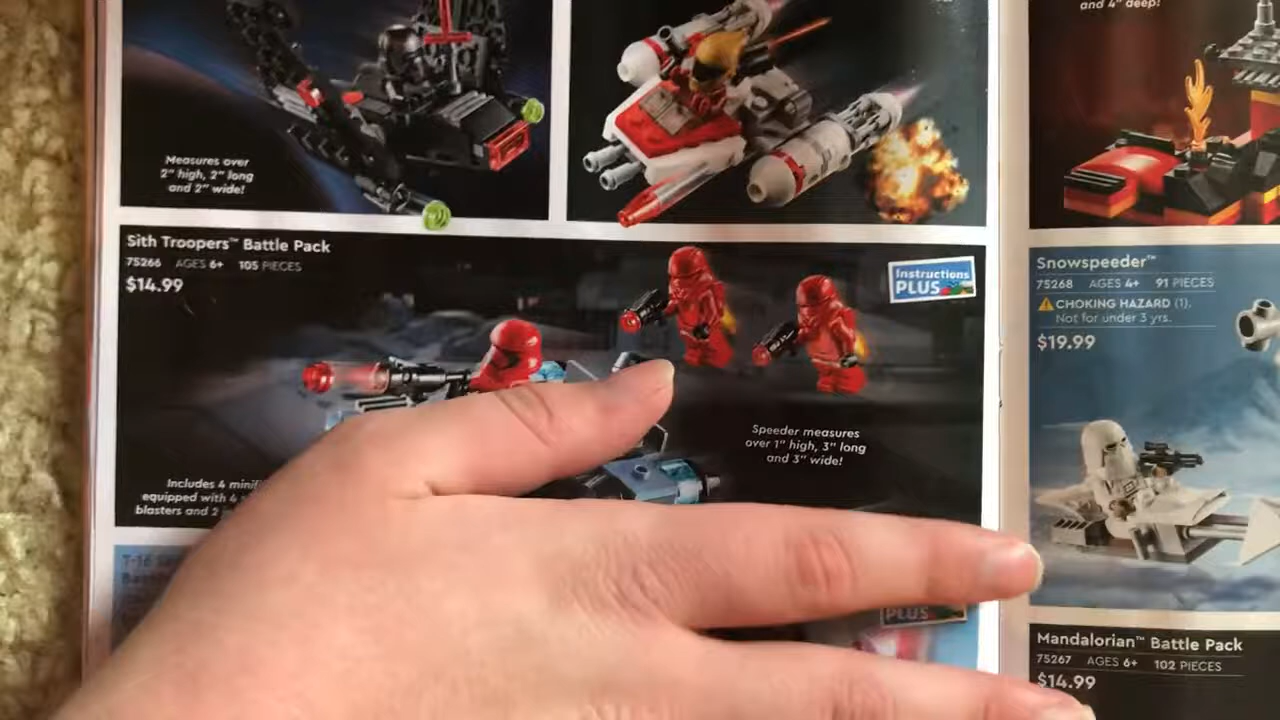 Measures over
2" high, 2" long
and 2" wide!
Sith Troopers™ Battle Pack
75266 AGES 6+ 105 PIECES
$14.99
Instructions
PLUS
Speeder measures
over 1" high, 3" long
and 3" wide!
Includes 4
equipped with 4
blasters and 2
PLUS
and 4" deep!
Snowspeeder™
75268 AGES 4+ 91 PIECES
CHOKING HAZARD (1).
Not for under 3 yrs.
$19.99
Mandalorian™ Battle Pack
75267 AGES 6+ 102 PIECES
$14.99